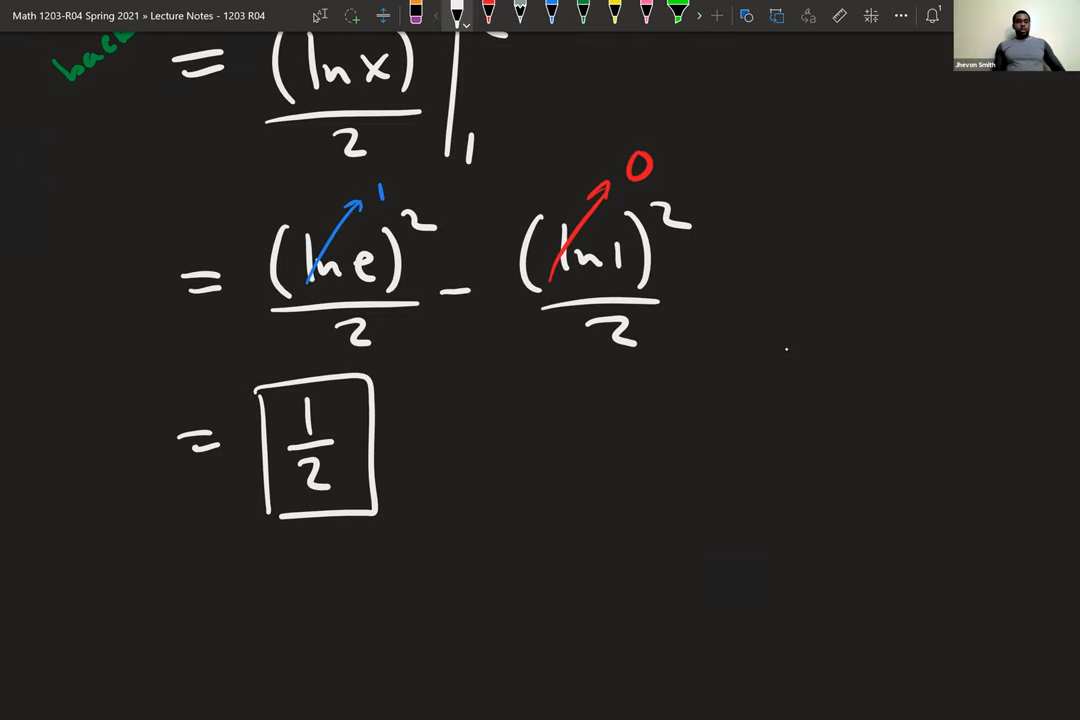 Math 1203-R04 Spring 2021 » Lecture Notes - 1203 R04
Jhevon Smith
back
= (ln x) / 2 | 1
1
0
= (ln e)² / 2 - (ln 1)² / 2
= 1/2